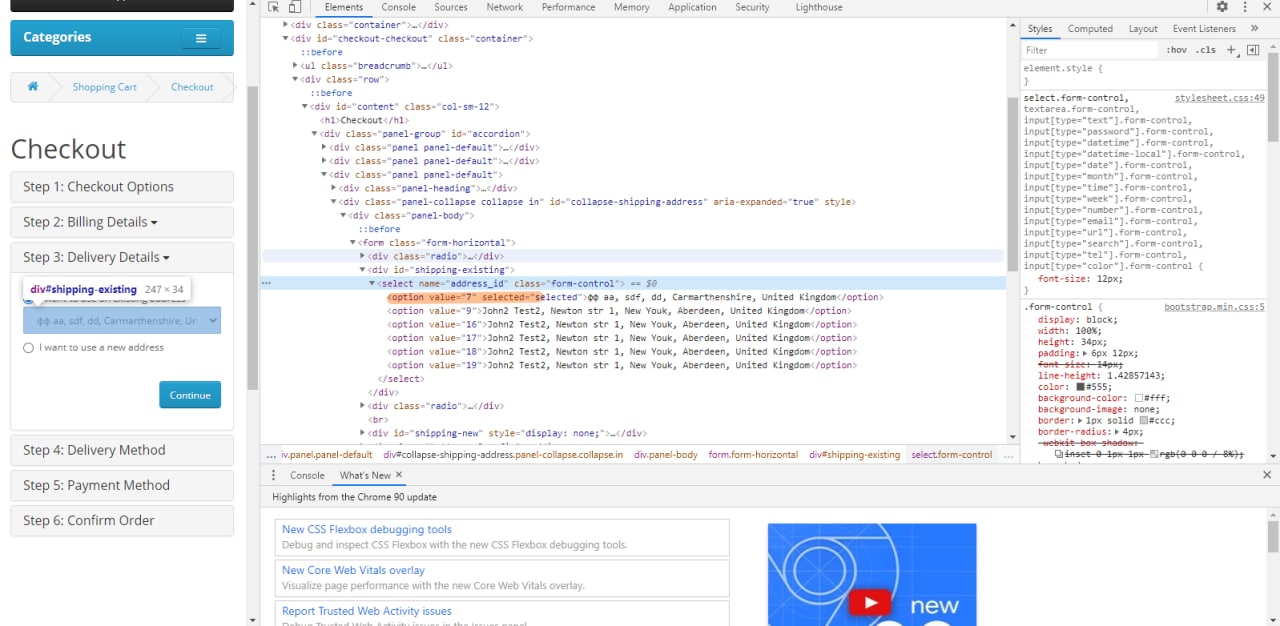 Categories
Shopping Cart
Checkout
Checkout
Step 1: Checkout Options
Step 2: Billing Details
Step 3: Delivery Details
div#shipping-existing 247 × 34
I want to use an existing address
φφ aa, sdf, dd, Carmarthenshire, Ur
I want to use a new address
Continue
Step 4: Delivery Method
Step 5: Payment Method
Step 6: Confirm Order
Elements Console Sources Network Performance Memory Application Security Lighthouse
<div class="container">…</div>
<div id="checkout-checkout" class="container">
::before
<ul class="breadcrumb">…</ul>
<div class="row">
::before
<div id="content" class="col-sm-12">
<h1>Checkout</h1>
<div class="panel-group" id="accordion">
<div class="panel panel-default">…</div>
<div class="panel panel-default">…</div>
<div class="panel panel-default">
<div class="panel-heading">…</div>
<div class="panel-collapse collapse in" id="collapse-shipping-address" aria-expanded="true" style>
<div class="panel-body">
::before
<form class="form-horizontal">
<div class="radio">…</div>
<div id="shipping-existing">
… <select name="address_id" class="form-control"> == $0
<option value="7" selected="selected">φφ aa, sdf, dd, Carmarthenshire, United Kingdom</option>
<option value="9">John2 Test2, Newton str 1, New Youk, Aberdeen, United Kingdom</option>
<option value="16">John2 Test2, Newton str 1, New Youk, Aberdeen, United Kingdom</option>
<option value="17">John2 Test2, Newton str 1, New Youk, Aberdeen, United Kingdom</option>
<option value="18">John2 Test2, Newton str 1, New Youk, Aberdeen, United Kingdom</option>
<option value="19">John2 Test2, Newton str 1, New Youk, Aberdeen, United Kingdom</option>
</select>
</div>
<div class="radio">…</div>
<br>
<div id="shipping-new" style="display: none;">…</div>
… iv.panel.panel-default div#collapse-shipping-address.panel-collapse.collapse.in div.panel-body form.form-horizontal div#shipping-existing select.form-control …
Styles Computed Layout Event Listeners »
Filter :hov .cls +
element.style {
}
select.form-control, stylesheet.css:49
textarea.form-control,
input[type="text"].form-control,
input[type="password"].form-control,
input[type="datetime"].form-control,
input[type="datetime-local"].form-control,
input[type="date"].form-control,
input[type="month"].form-control,
input[type="time"].form-control,
input[type="week"].form-control,
input[type="number"].form-control,
input[type="email"].form-control,
input[type="url"].form-control,
input[type="search"].form-control,
input[type="tel"].form-control,
input[type="color"].form-control {
font-size: 12px;
}
.form-control { bootstrap.min.css:5
display: block;
width: 100%;
height: 34px;
padding: 6px 12px;
font-size: 14px;
line-height: 1.42857143;
color: #555;
background-color: #fff;
background-image: none;
border: 1px solid #ccc;
border-radius: 4px;
-webkit-box-shadow:
inset 0 1px 1px rgb(0 0 0 / 8%);
Console What's New ×
Highlights from the Chrome 90 update
New CSS Flexbox debugging tools
Debug and inspect CSS Flexbox with the new CSS Flexbox debugging tools.
New Core Web Vitals overlay
Visualize page performance with the new Core Web Vitals overlay.
Report Trusted Web Activity issues
Debug Trusted Web Activity issues in the Issues panel.
new